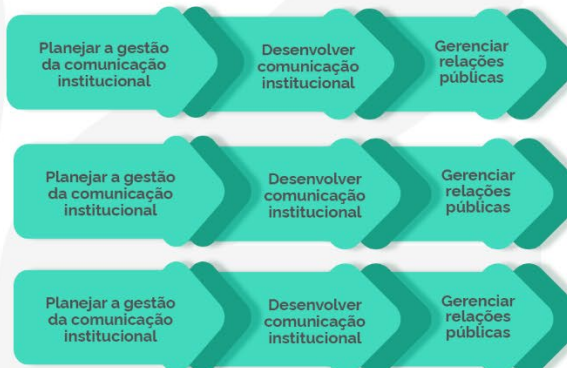 Planejar a gestão
da comunicação
institucional
Desenvolver
comunicação
institucional
Gerenciar
relações
públicas
Planejar a gestão
da comunicação
institucional
Desenvolver
comunicação
institucional
Gerenciar
relações
públicas
Planejar a gestão
da comunicação
institucional
Desenvolver
comunicação
institucional
Gerenciar
relações
públicas